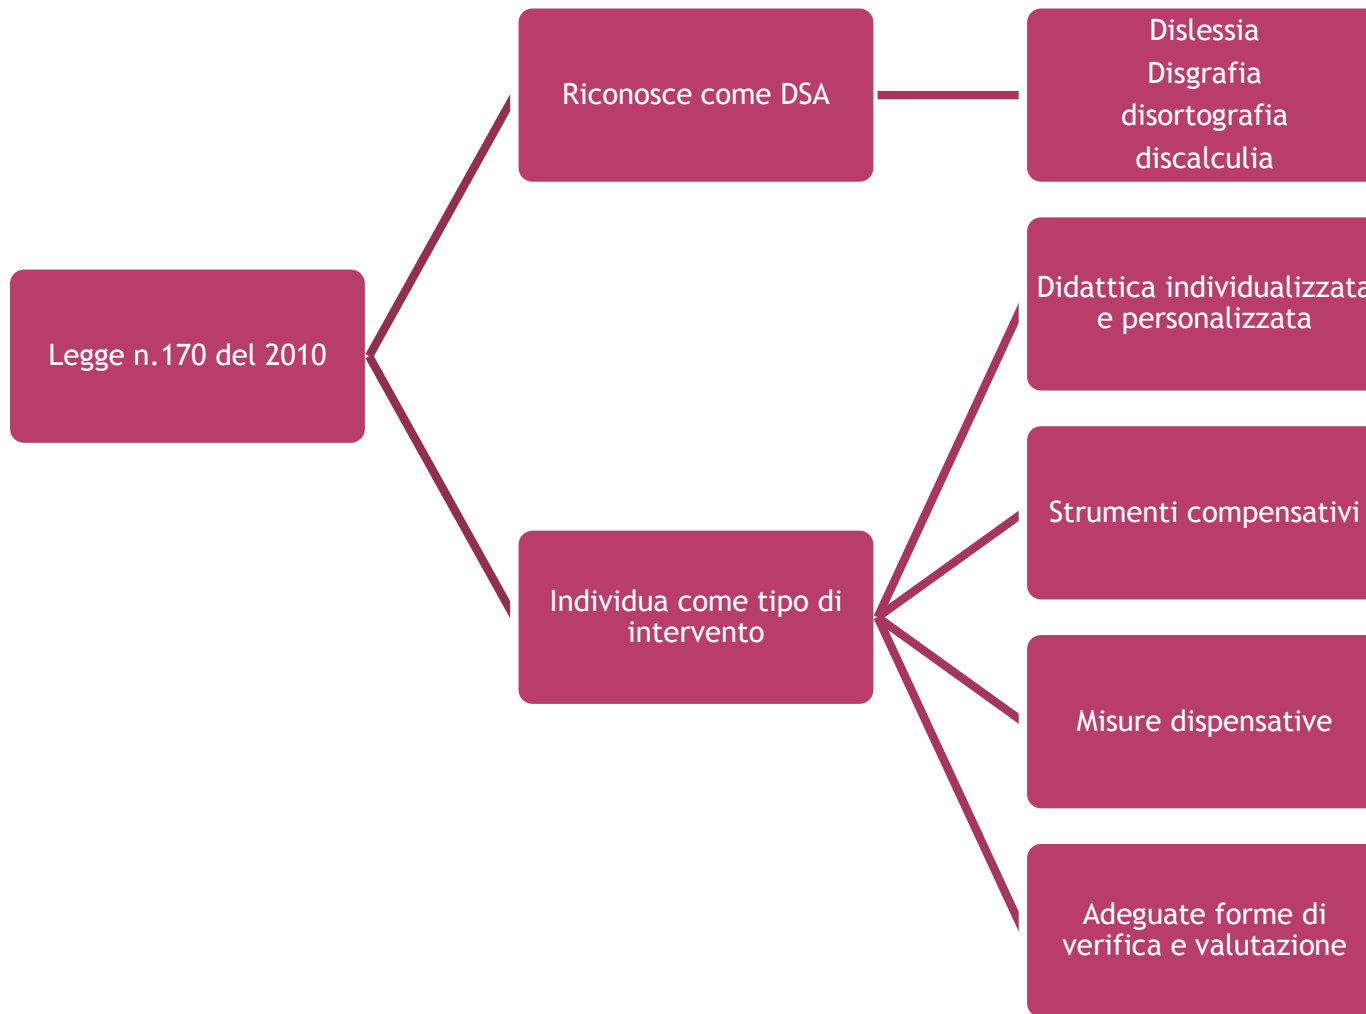 Riconosce come DSA
Dislessia
Disgrafia
disortografia
discalculia
Legge n.170 del 2010
Individua come tipo di
intervento
Didattica individualizzata
e personalizzata
Strumenti compensativi
Misure dispensative
Adeguate forme di
verifica e valutazione